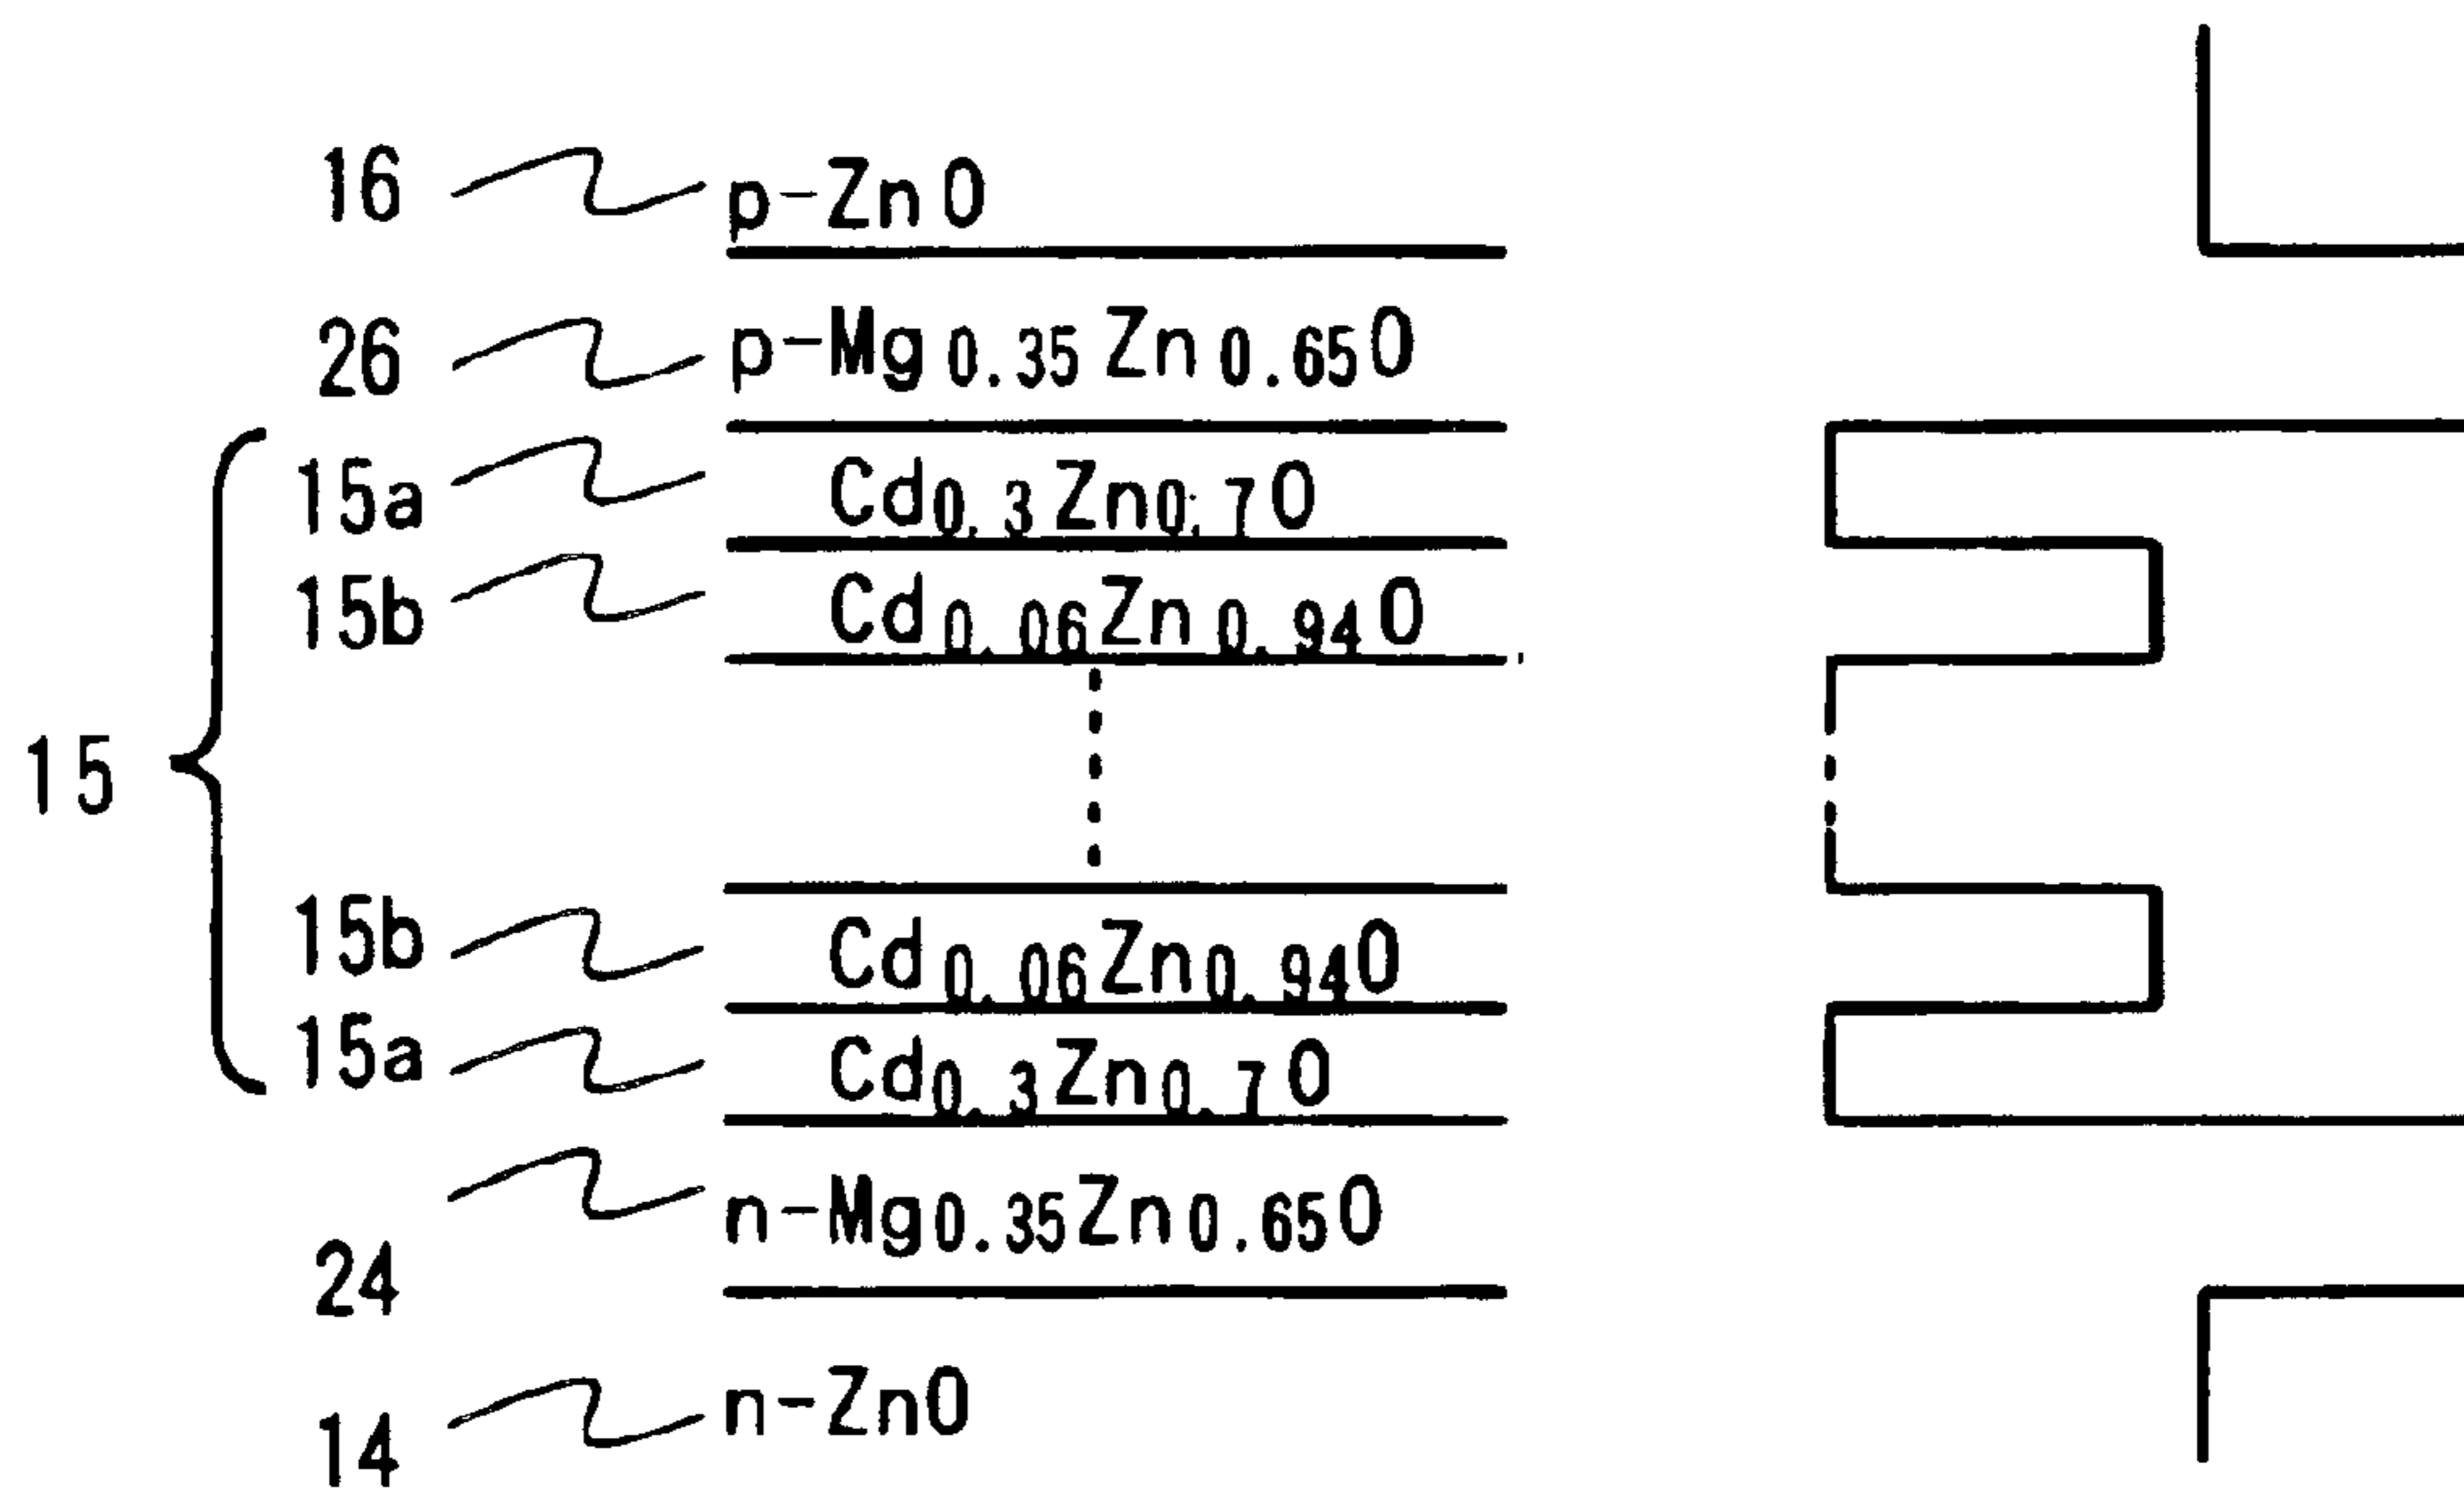 16 p-ZnO
26 p-Mg0.35Zn0.65O
15a Cd0.3Zn0.7O
15b Cd0.06Zn0.94O
15
15b Cd0.06Zn0.94O
15a Cd0.3Zn0.7O
24 n-Mg0.35Zn0.65O
14 n-ZnO